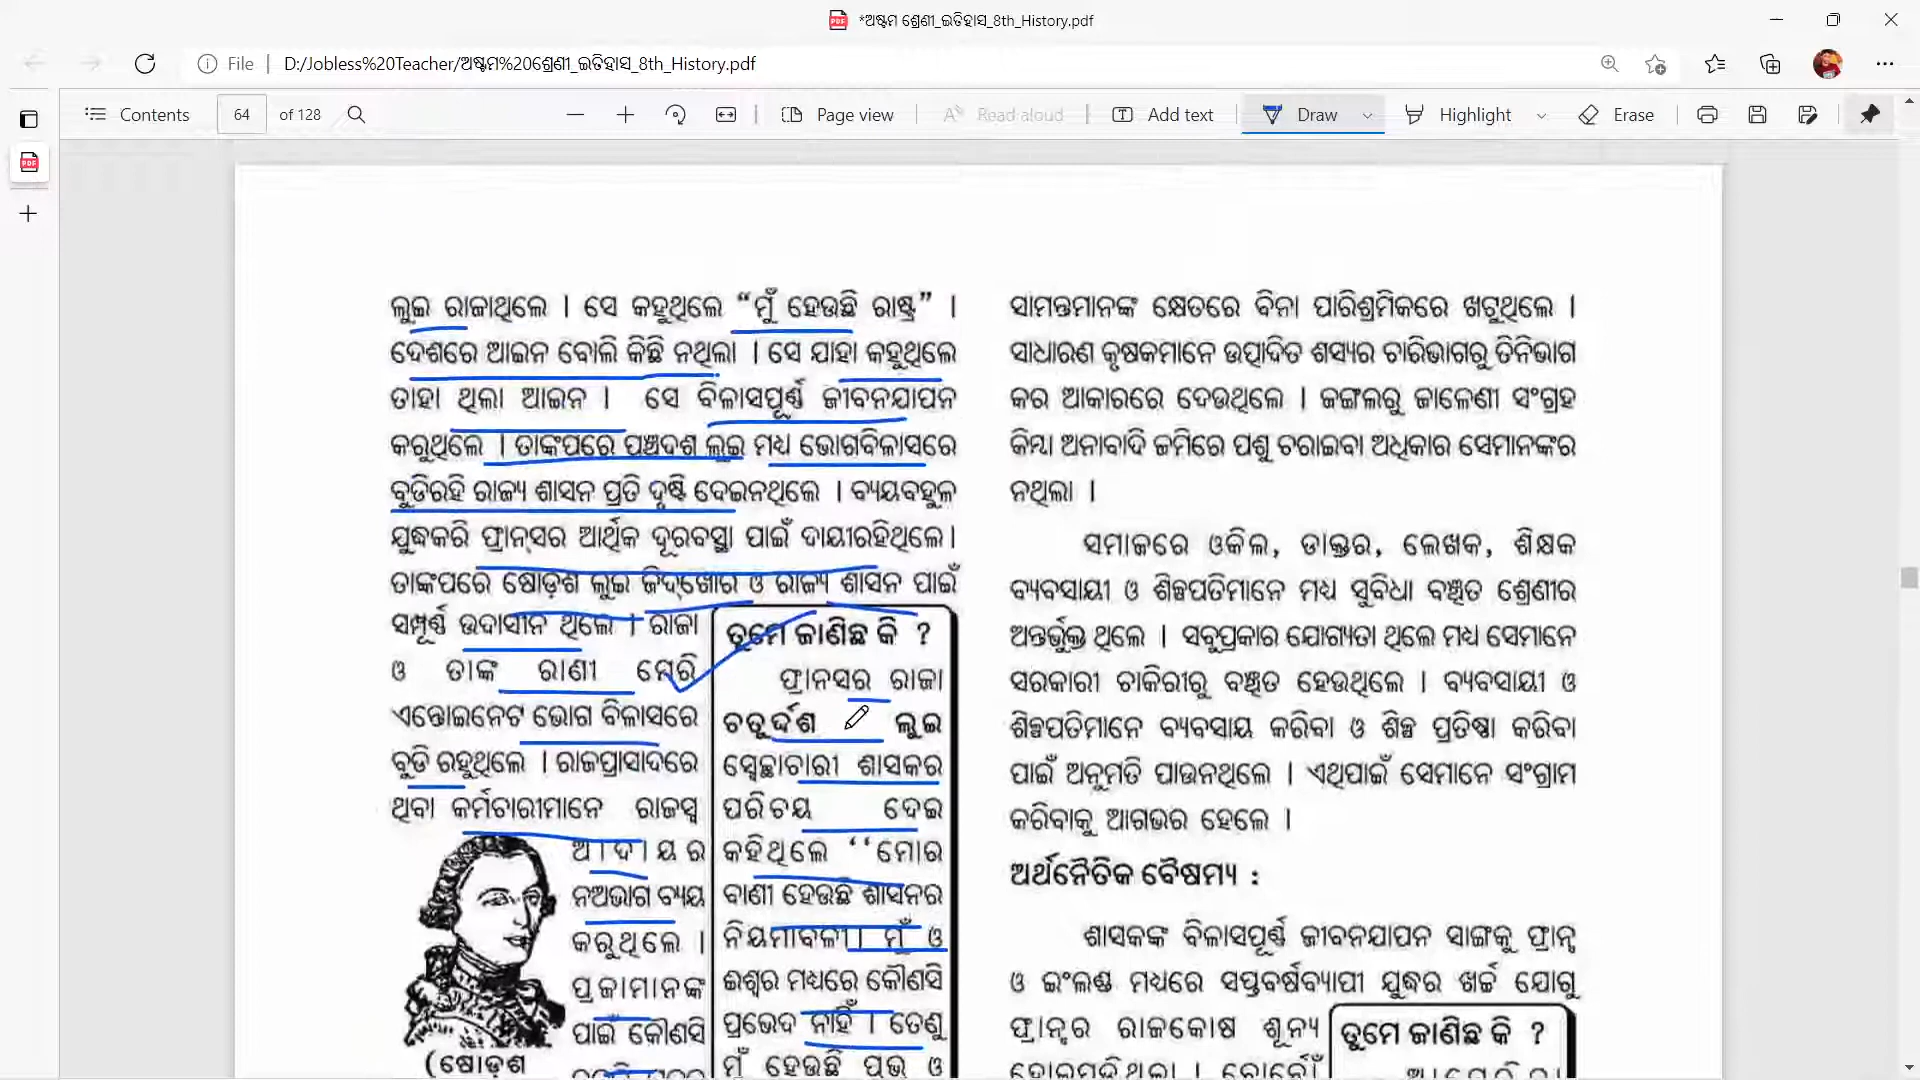 *ଅଷ୍ଟମ ଶ୍ରେଣୀ_ଇତିହାସ_8th_History.pdf
File D:/Jobless%20Teacher/ଅଷ୍ଟମ%20ଶ୍ରେଣୀ_ଇତିହାସ_8th_History.pdf
Contents 64 of 128 Page view Read aloud Add text Draw Highlight Erase
ଲୁଇ ରାଜାଥିଲେ । ସେ କହୁଥିଲେ “ମୁଁ ହେଉଛି ରାଷ୍ଟ୍ର” ।
ଦେଶରେ ଆଇନ ବୋଲି କିଛି ନଥିଲା । ସେ ଯାହା କହୁଥିଲେ
ତାହା ଥିଲା ଆଇନ । ସେ ବିଳାସପୂର୍ଣ୍ଣ ଜୀବନଯାପନ
କରୁଥିଲେ । ତାଙ୍କପରେ ପଞ୍ଚଦଶ ଲୁଇ ମଧ୍ୟ ଭୋଗବିଳାସରେ
ବୁଡିରହି ରାଜ୍ୟ ଶାସନ ପ୍ରତି ଦୃଷ୍ଟି ଦେଇନଥିଲେ । ବ୍ୟୟବହୁଳ
ଯୁଦ୍ଧକରି ଫ୍ରାନ୍‌ସର ଆର୍ଥିକ ଦୂରବସ୍ଥା ପାଇଁ ଦାୟୀରହିଥିଲେ।
ତାଙ୍କପରେ ଷୋଡ଼ଶ ଲୁଇ ଜିଦ୍‌ଖୋର ଓ ରାଜ୍ୟ ଶାସନ ପାଇଁ
ସମ୍ପୂର୍ଣ୍ଣ ଉଦାସୀନ ଥିଲେ । ରାଜା
ଓ ତାଙ୍କ ରାଣୀ ମେରି
ଏଣ୍ତୋଇନେଟ ଭୋଗ ବିଳାସରେ
ବୁଡି ରହୁଥିଲେ । ରାଜପ୍ରାସାଦରେ
ଥିବା କର୍ମଚାରୀମାନେ ରାଜସ୍ୱ
ଆଦାୟର
ନଅଭାଗ ବ୍ୟୟ
କରୁଥିଲେ ।
ପ୍ରଜାମାନଙ୍କ
ପାଇଁ କୌଣସି
(ଷୋଡ଼ଶ
ତୁମେ ଜାଣିଛ କି ?
ଫ୍ରାନସର ରାଜା
ଚତୁର୍ଦ୍ଦଶ ଲୁଇ
ସ୍ୱେଚ୍ଛାଚାରୀ ଶାସକର
ପରିଚୟ ଦେଇ
କହିଥିଲେ ‘‘ମୋର
ବାଣୀ ହେଉଛି ଶାସନର
ନିୟମାବଳୀ। ମୁଁ ଓ
ଈଶ୍ୱର ମଧ୍ୟରେ କୌଣସି
ପ୍ରଭେଦ ନାହିଁ । ତେଣୁ
ମୁଁ ହେଉଛି ପ୍ରଭୁ ଓ
ସାମନ୍ତମାନଙ୍କ କ୍ଷେତରେ ବିନା ପାରିଶ୍ରମିକରେ ଖଟୁଥିଲେ ।
ସାଧାରଣ କୃଷକମାନେ ଉତ୍ପାଦିତ ଶସ୍ୟର ଚାରିଭାଗରୁ ତିନିଭାଗ
କର ଆକାରରେ ଦେଉଥିଲେ । ଜଙ୍ଗଲରୁ ଜାଳେଣୀ ସଂଗ୍ରହ
କିମ୍ବା ଅନାବାଦି ଜମିରେ ପଶୁ ଚରାଇବା ଅଧିକାର ସେମାନଙ୍କର
ନଥିଲା ।
ସମାଜରେ ଓକିଲ, ଡାକ୍ତର, ଲେଖକ, ଶିକ୍ଷକ
ବ୍ୟବସାୟୀ ଓ ଶିଳ୍ପପତିମାନେ ମଧ୍ୟ ସୁବିଧା ବଞ୍ଚିତ ଶ୍ରେଣୀର
ଅନ୍ତର୍ଭୁକ୍ତ ଥିଲେ । ସବୁପ୍ରକାର ଯୋଗ୍ୟତା ଥିଲେ ମଧ୍ୟ ସେମାନେ
ସରକାରୀ ଚାକିରୀରୁ ବଞ୍ଚିତ ହେଉଥିଲେ । ବ୍ୟବସାୟୀ ଓ
ଶିଳ୍ପପତିମାନେ ବ୍ୟବସାୟ କରିବା ଓ ଶିଳ୍ପ ପ୍ରତିଷ୍ଠା କରିବା
ପାଇଁ ଅନୁମତି ପାଉନଥିଲେ । ଏଥିପାଇଁ ସେମାନେ ସଂଗ୍ରାମ
କରିବାକୁ ଆଗଭର ହେଲେ ।
ଅର୍ଥନୈତିକ ବୈଷମ୍ୟ :
ଶାସକଙ୍କ ବିଳାସପୂର୍ଣ୍ଣ ଜୀବନଯାପନ ସାଙ୍ଗକୁ ଫ୍ରାନ୍ସ
ଓ ଇଂଲଣ୍ଡ ମଧ୍ୟରେ ସପ୍ତବର୍ଷବ୍ୟାପୀ ଯୁଦ୍ଧର ଖର୍ଚ୍ଚ ଯୋଗୁ
ଫ୍ରାନ୍ସର ରାଜକୋଷ ଶୂନ୍ୟ
ତୁମେ ଜାଣିଛ କି ?